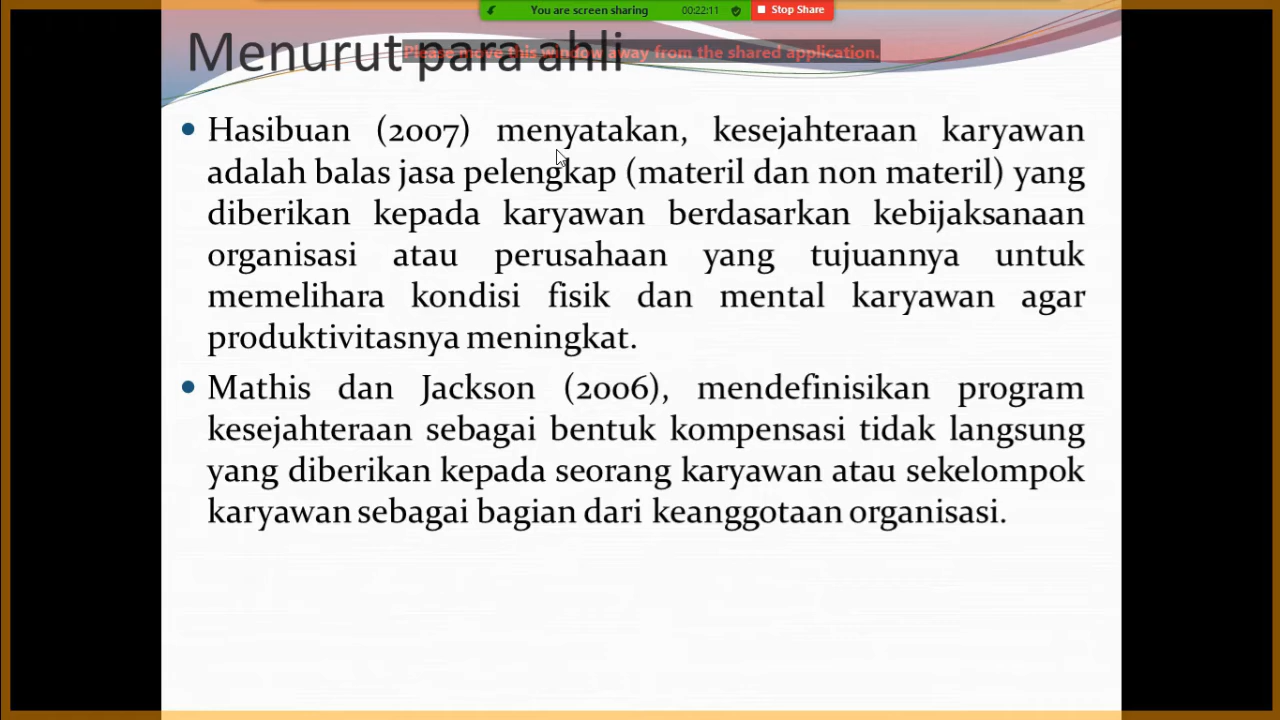 You are screen sharing 00:22:11 Stop Share
Please move this window away from the shared application.
Menurut para ahli
• Hasibuan (2007) menyatakan, kesejahteraan karyawan
adalah balas jasa pelengkap (materil dan non materil) yang
diberikan kepada karyawan berdasarkan kebijaksanaan
organisasi atau perusahaan yang tujuannya untuk
memelihara kondisi fisik dan mental karyawan agar
produktivitasnya meningkat.
• Mathis dan Jackson (2006), mendefinisikan program
kesejahteraan sebagai bentuk kompensasi tidak langsung
yang diberikan kepada seorang karyawan atau sekelompok
karyawan sebagai bagian dari keanggotaan organisasi.